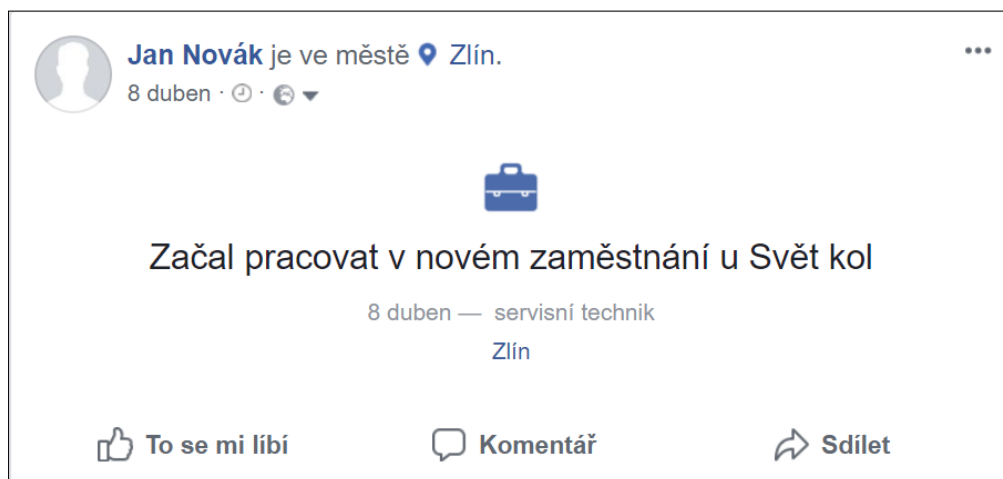 Jan Novák je ve městě Zlín.
8 duben · ·
Začal pracovat v novém zaměstnání u Svět kol
8 duben — servisní technik
Zlín
To se mi líbí Komentář Sdílet